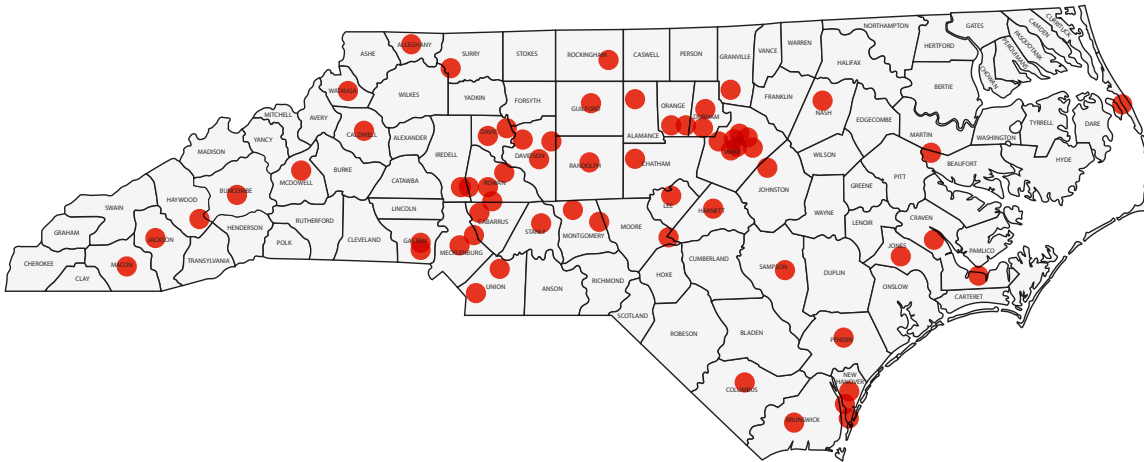 ASHE
ALLEGHANY
SURRY
STOKES
ROCKINGHAM
CASWELL
PERSON
GRANVILLE
VANCE
WARREN
NORTHAMPTON
GATES
CURRITUCK
CAMDEN
PASQUOTANK
PERQUIMANS
CHOWAN
HERTFORD
HALIFAX
BERTIE
WATAUGA
WILKES
YADKIN
FORSYTH
GUILFORD
ALAMANCE
ORANGE
DURHAM
FRANKLIN
NASH
EDGECOMBE
MARTIN
WASHINGTON
TYRRELL
DARE
MITCHELL
AVERY
CALDWELL
ALEXANDER
IREDELL
DAVIE
DAVIDSON
RANDOLPH
CHATHAM
WAKE
WILSON
PITT
BEAUFORT
HYDE
MADISON
YANCY
BURKE
MCDOWELL
CATAWBA
ROWAN
JOHNSTON
GREENE
SWAIN
HAYWOOD
BUNCOMBE
LINCOLN
LEE
HARNETT
WAYNE
LENOIR
CRAVEN
PAMLICO
GRAHAM
JACKSON
HENDERSON
RUTHERFORD
POLK
CLEVELAND
GASTON
MECKLENBURG
CABARRUS
STANLY
MONTGOMERY
MOORE
CHEROKEE
CLAY
MACON
TRANSYLVANIA
UNION
ANSON
RICHMOND
HOKE
CUMBERLAND
SAMPSON
DUPLIN
JONES
ONSLOW
CARTERET
SCOTLAND
ROBESON
BLADEN
PENDER
COLUMBUS
NEW
HANOVER
BRUNSWICK